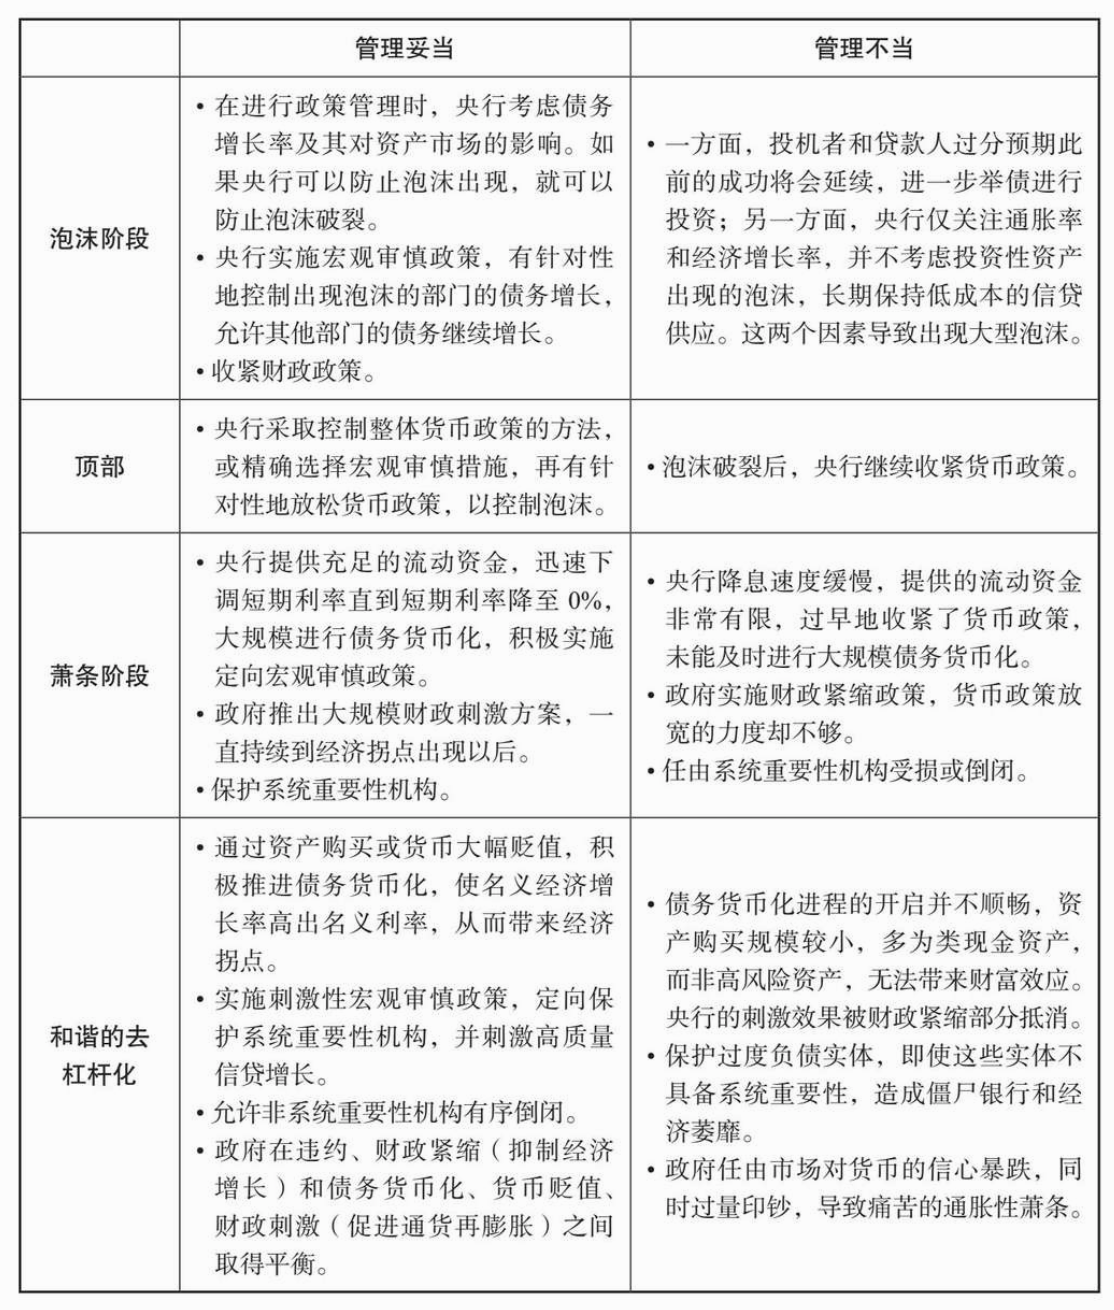 管理妥当
管理不当
泡沫阶段
• 在进行政策管理时，央行考虑债务
增长率及其对资产市场的影响。如
果央行可以防止泡沫出现，就可以
防止泡沫破裂。
• 央行实施宏观审慎政策，有针对性
地控制出现泡沫的部门的债务增长，
允许其他部门的债务继续增长。
• 收紧财政政策。
• 一方面，投机者和贷款人过分预期此
前的成功将会延续，进一步举债进行
投资；另一方面，央行仅关注通胀率
和经济增长率，并不考虑投资性资产
出现的泡沫，长期保持低成本的信贷
供应。这两个因素导致出现大型泡沫。
顶部
• 央行采取控制整体货币政策的方法，
或精确选择宏观审慎措施，再有针
对性地放松货币政策，以控制泡沫。
• 泡沫破裂后，央行继续收紧货币政策。
萧条阶段
• 央行提供充足的流动资金，迅速下
调短期利率直到短期利率降至 0%，
大规模进行债务货币化，积极实施
定向宏观审慎政策。
• 政府推出大规模财政刺激方案，一
直持续到经济拐点出现以后。
• 保护系统重要性机构。
• 央行降息速度缓慢，提供的流动资金
非常有限，过早地收紧了货币政策，
未能及时进行大规模债务货币化。
• 政府实施财政紧缩政策，货币政策放
宽的力度却不够。
• 任由系统重要性机构受损或倒闭。
和谐的去
杠杆化
• 通过资产购买或货币大幅贬值，积
极推进债务货币化，使名义经济增
长率高出名义利率，从而带来经济
拐点。
• 实施刺激性宏观审慎政策，定向保
护系统重要性机构，并刺激高质量
信贷增长。
• 允许非系统重要性机构有序倒闭。
• 政府在违约、财政紧缩（抑制经济
增长）和债务货币化、货币贬值、
财政刺激（促进通货再膨胀）之间
取得平衡。
• 债务货币化进程的开启并不顺畅，资
产购买规模较小，多为类现金资产，
而非高风险资产，无法带来财富效应。
央行的刺激效果被财政紧缩部分抵消。
• 保护过度负债实体，即使这些实体不
具备系统重要性，造成僵尸银行和经
济萎靡。
• 政府任由市场对货币的信心暴跌，同
时过量印钞，导致痛苦的通胀性萧条。